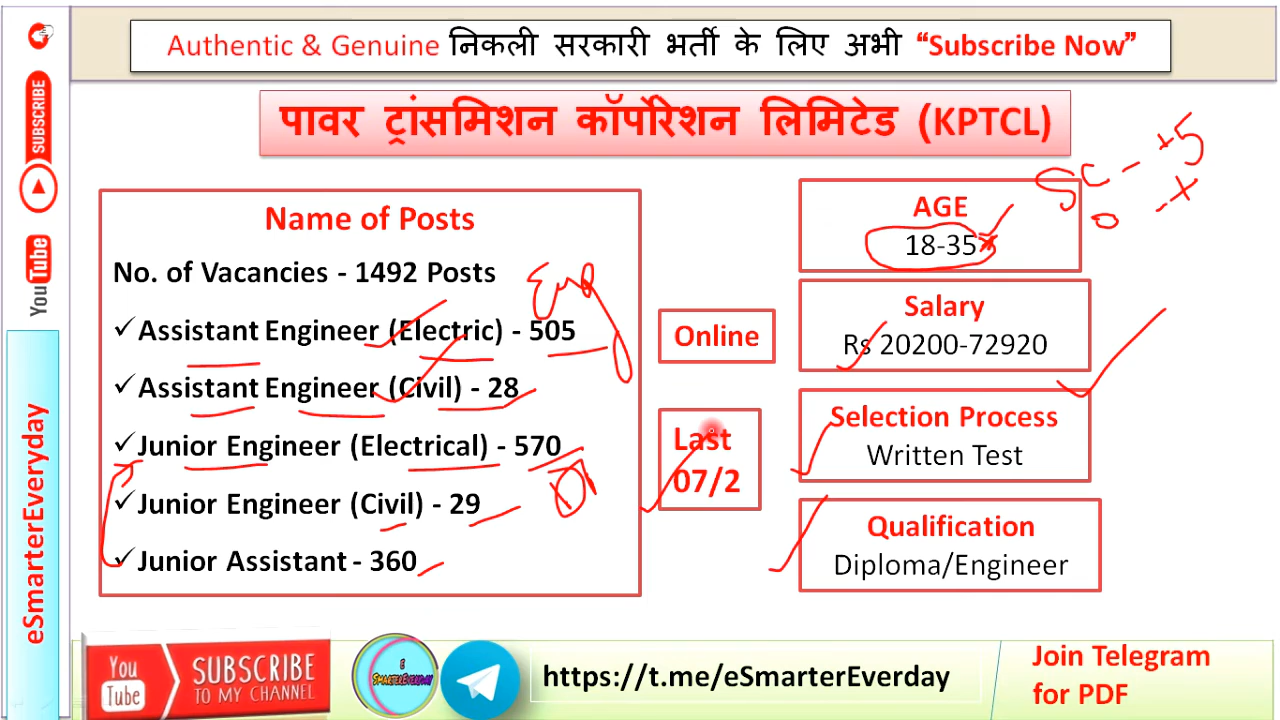 Authentic & Genuine निकली सरकारी भर्ती के लिए अभी “Subscribe Now”
पावर ट्रांसमिशन कॉर्पोरेशन लिमिटेड (KPTCL)
SUBSCRIBE
YouTube
eSmarterEveryday
Name of Posts
No. of Vacancies - 1492 Posts
✓ Assistant Engineer (Electric) - 505
✓ Assistant Engineer (Civil) - 28
✓ Junior Engineer (Electrical) - 570
✓ Junior Engineer (Civil) - 29
✓ Junior Assistant - 360
Eng
Online
Last
07/2
AGE
18-35
SC - +5
O - +
Salary
Rs 20200-72920
Selection Process
Written Test
Qualification
Diploma/Engineer
You Tube
SUBSCRIBE
TO MY CHANNEL
E
SMARTEREVERYDAY
https://t.me/eSmarterEverday
Join Telegram
for PDF